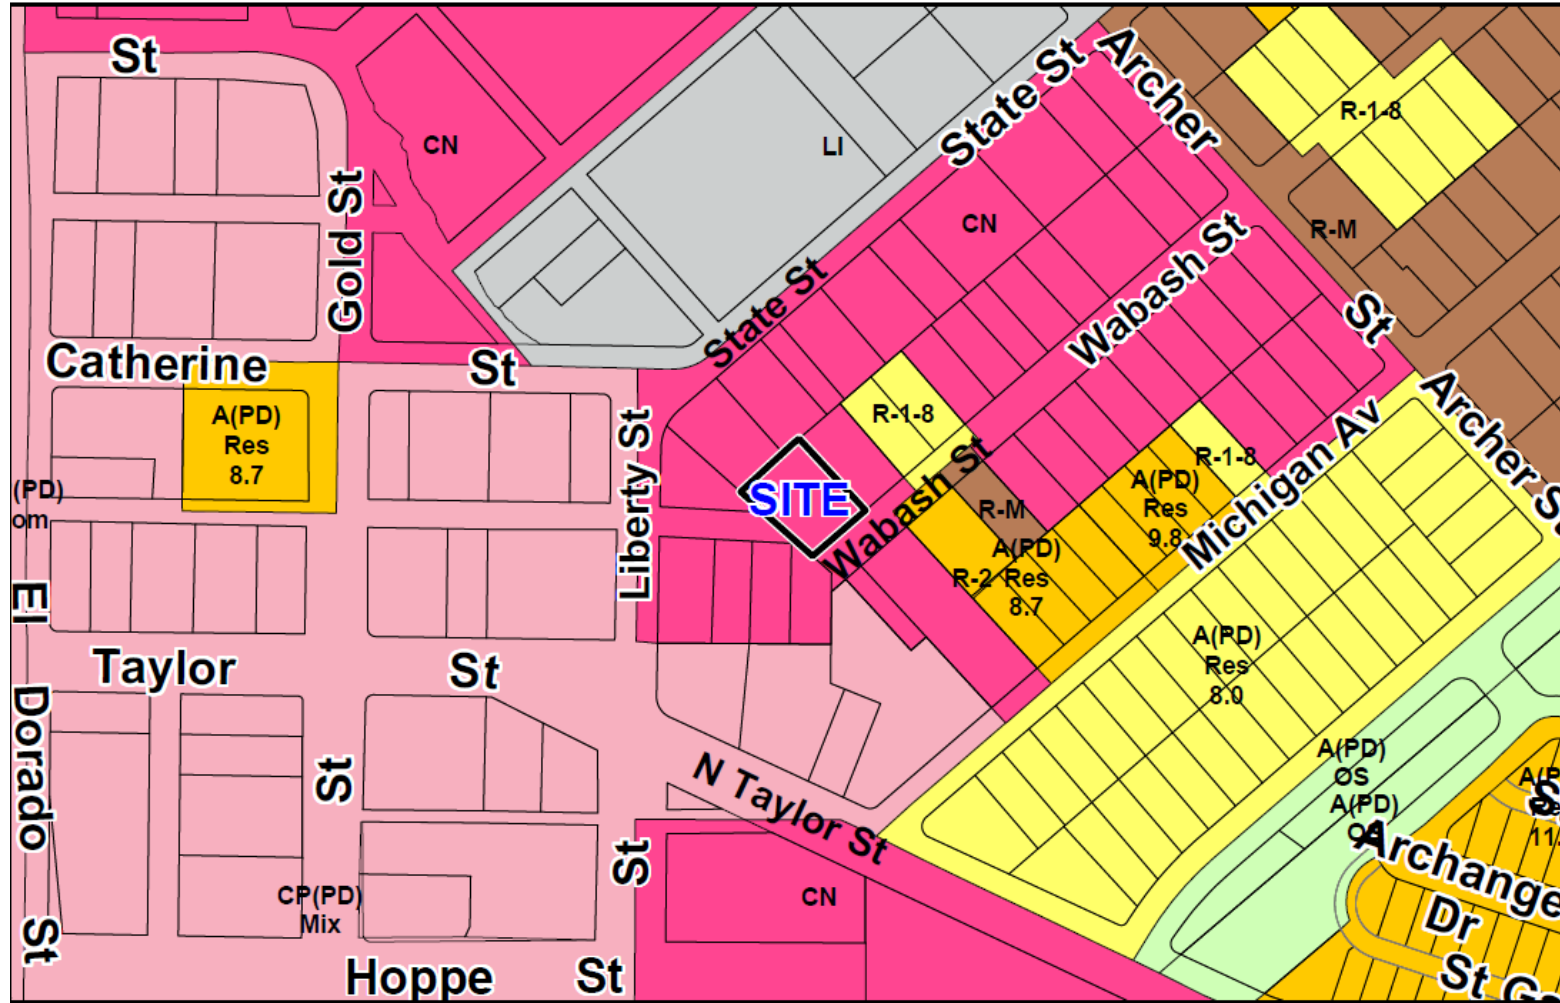 St
Archer
State St
R-1-8
CN
LI
Gold St
CN
R-M
Wabash St
State St
St
Catherine
St
Archer St
A(PD)
Res
8.7
Liberty St
R-1-8
Michigan Av
R-1-8
(PD)
om
SITE
Wabash St
R-M
A(PD)
Res
9.8
A(PD)
R-2 Res
8.7
El
Dorado
St
Taylor
St
A(PD)
Res
8.0
N Taylor St
A(PD)
OS
A(PD)
St
St
CP(PD)
Mix
CN
Archange
Dr
St
Hoppe
St